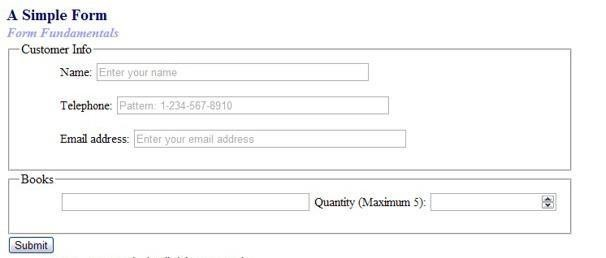 A Simple Form
Form Fundamentals
Customer Info
Name: Enter your name
Telephone: Pattern: 1-234-567-8910
Email address: Enter your email address
Books
Quantity (Maximum 5):
Submit